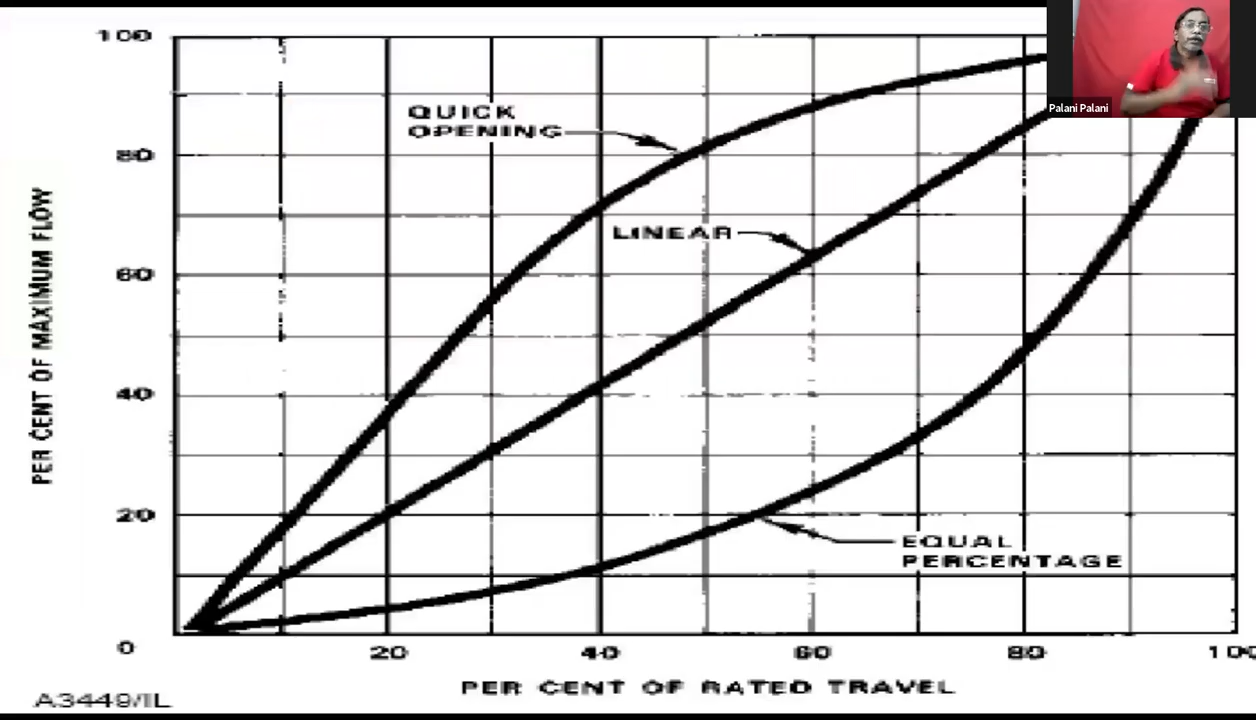 100
Palani Palani
QUICK
OPENING
80
LINEAR
60
PER CENT OF MAXIMUM FLOW
40
20
EQUAL
PERCENTAGE
0
20
40
60
80
100
PER CENT OF RATED TRAVEL
A3449/IL